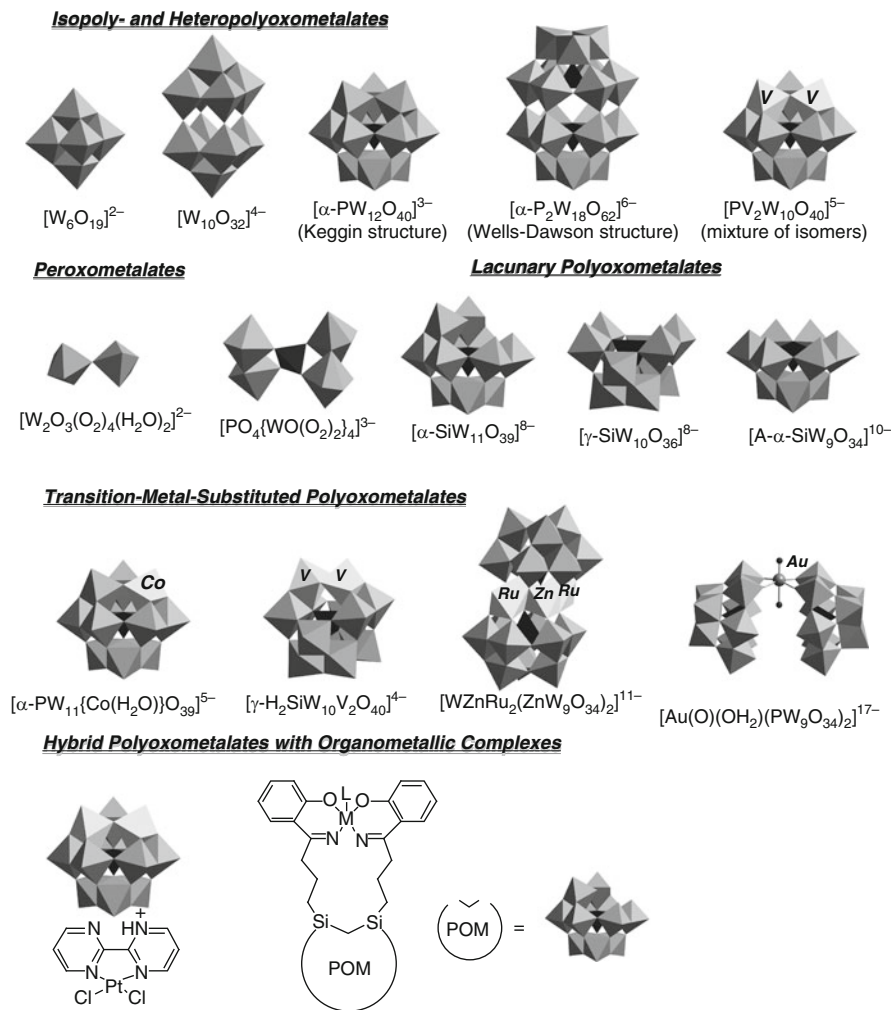 Isopoly- and Heteropolyoxometalates
V V
[W₆O₁₉]²⁻ [W₁₀O₃₂]⁴⁻ [α-PW₁₂O₄₀]³⁻ [α-P₂W₁₈O₆₂]⁶⁻ [PV₂W₁₀O₄₀]⁵⁻
(Keggin structure) (Wells-Dawson structure) (mixture of isomers)
Peroxometalates Lacunary Polyoxometalates
[W₂O₃(O₂)₄(H₂O)₂]²⁻ [PO₄{WO(O₂)₂}₄]³⁻ [α-SiW₁₁O₃₉]⁸⁻ [γ-SiW₁₀O₃₆]⁸⁻ [A-α-SiW₉O₃₄]¹⁰⁻
Transition-Metal-Substituted Polyoxometalates
Co V V Ru Zn Ru Au
[α-PW₁₁{Co(H₂O)}O₃₉]⁵⁻ [γ-H₂SiW₁₀V₂O₄₀]⁴⁻ [WZnRu₂(ZnW₉O₃₄)₂]¹¹⁻ [Au(O)(OH₂)(PW₉O₃₄)₂]¹⁷⁻
Hybrid Polyoxometalates with Organometallic Complexes
L
O M O
N N
+
N HN
N N
Pt
Cl Cl
Si Si
POM
POM =